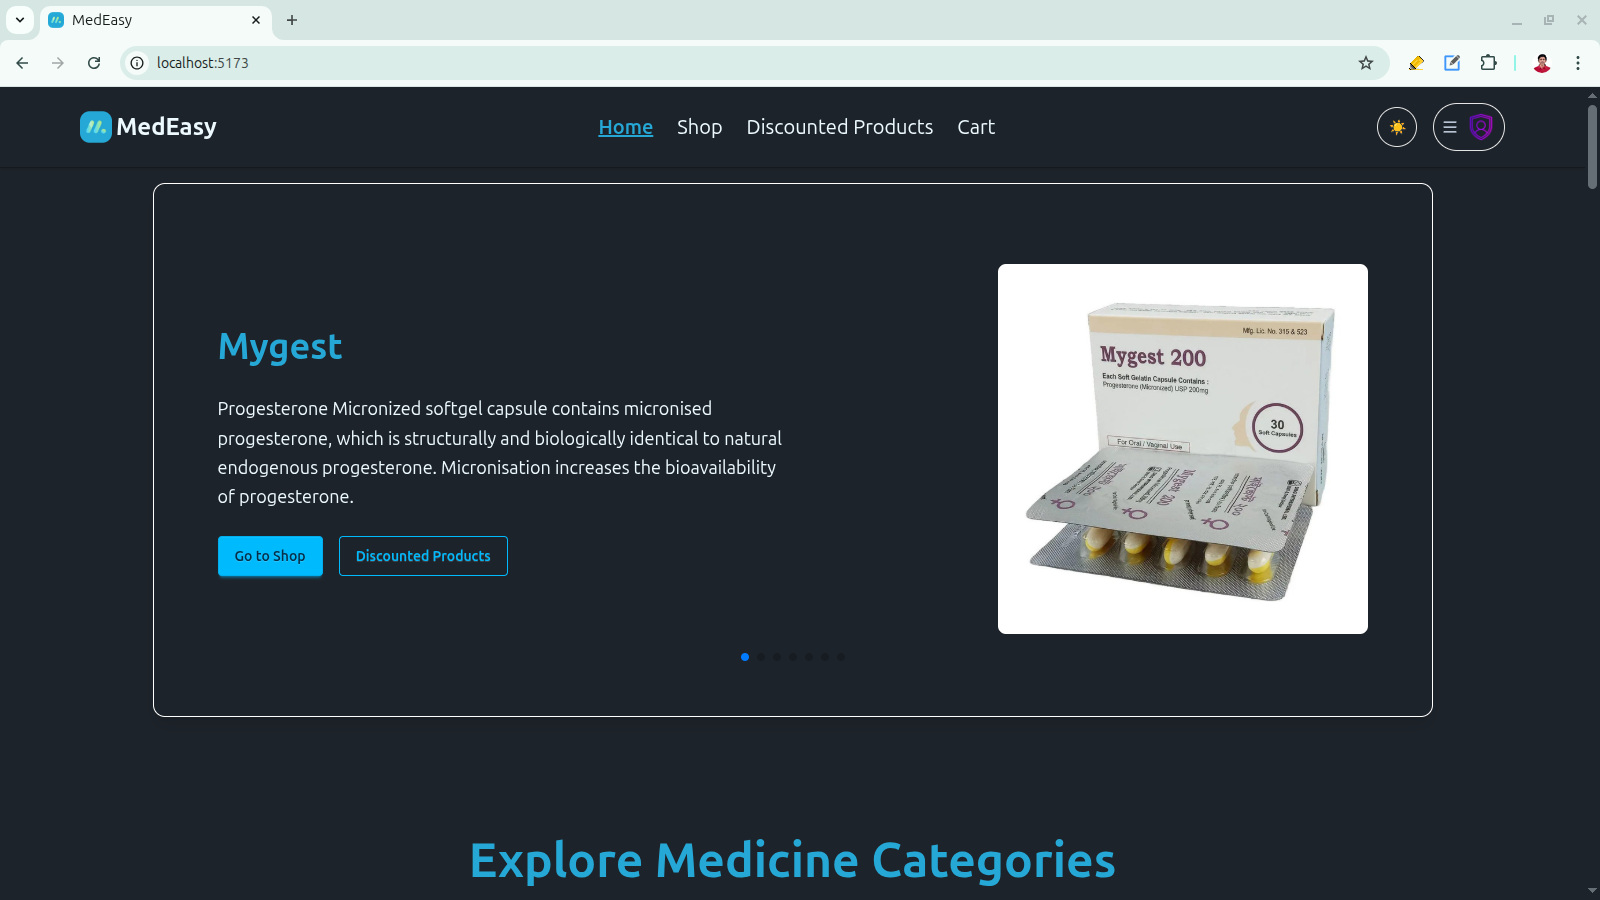 MedEasy
localhost:5173
MedEasy
Home Shop Discounted Products Cart
Mygest
Progesterone Micronized softgel capsule contains micronised
progesterone, which is structurally and biologically identical to natural
endogenous progesterone. Micronisation increases the bioavailability
of progesterone.
Go to Shop Discounted Products
Mfg. Lic. No. 315 & 523
Mygest 200
Each Soft Gelatin Capsule Contains :
Progesterone (Micronized) USP 200mg
30
Soft Capsules
For Oral / Vaginal Use
Mygest 200
Explore Medicine Categories